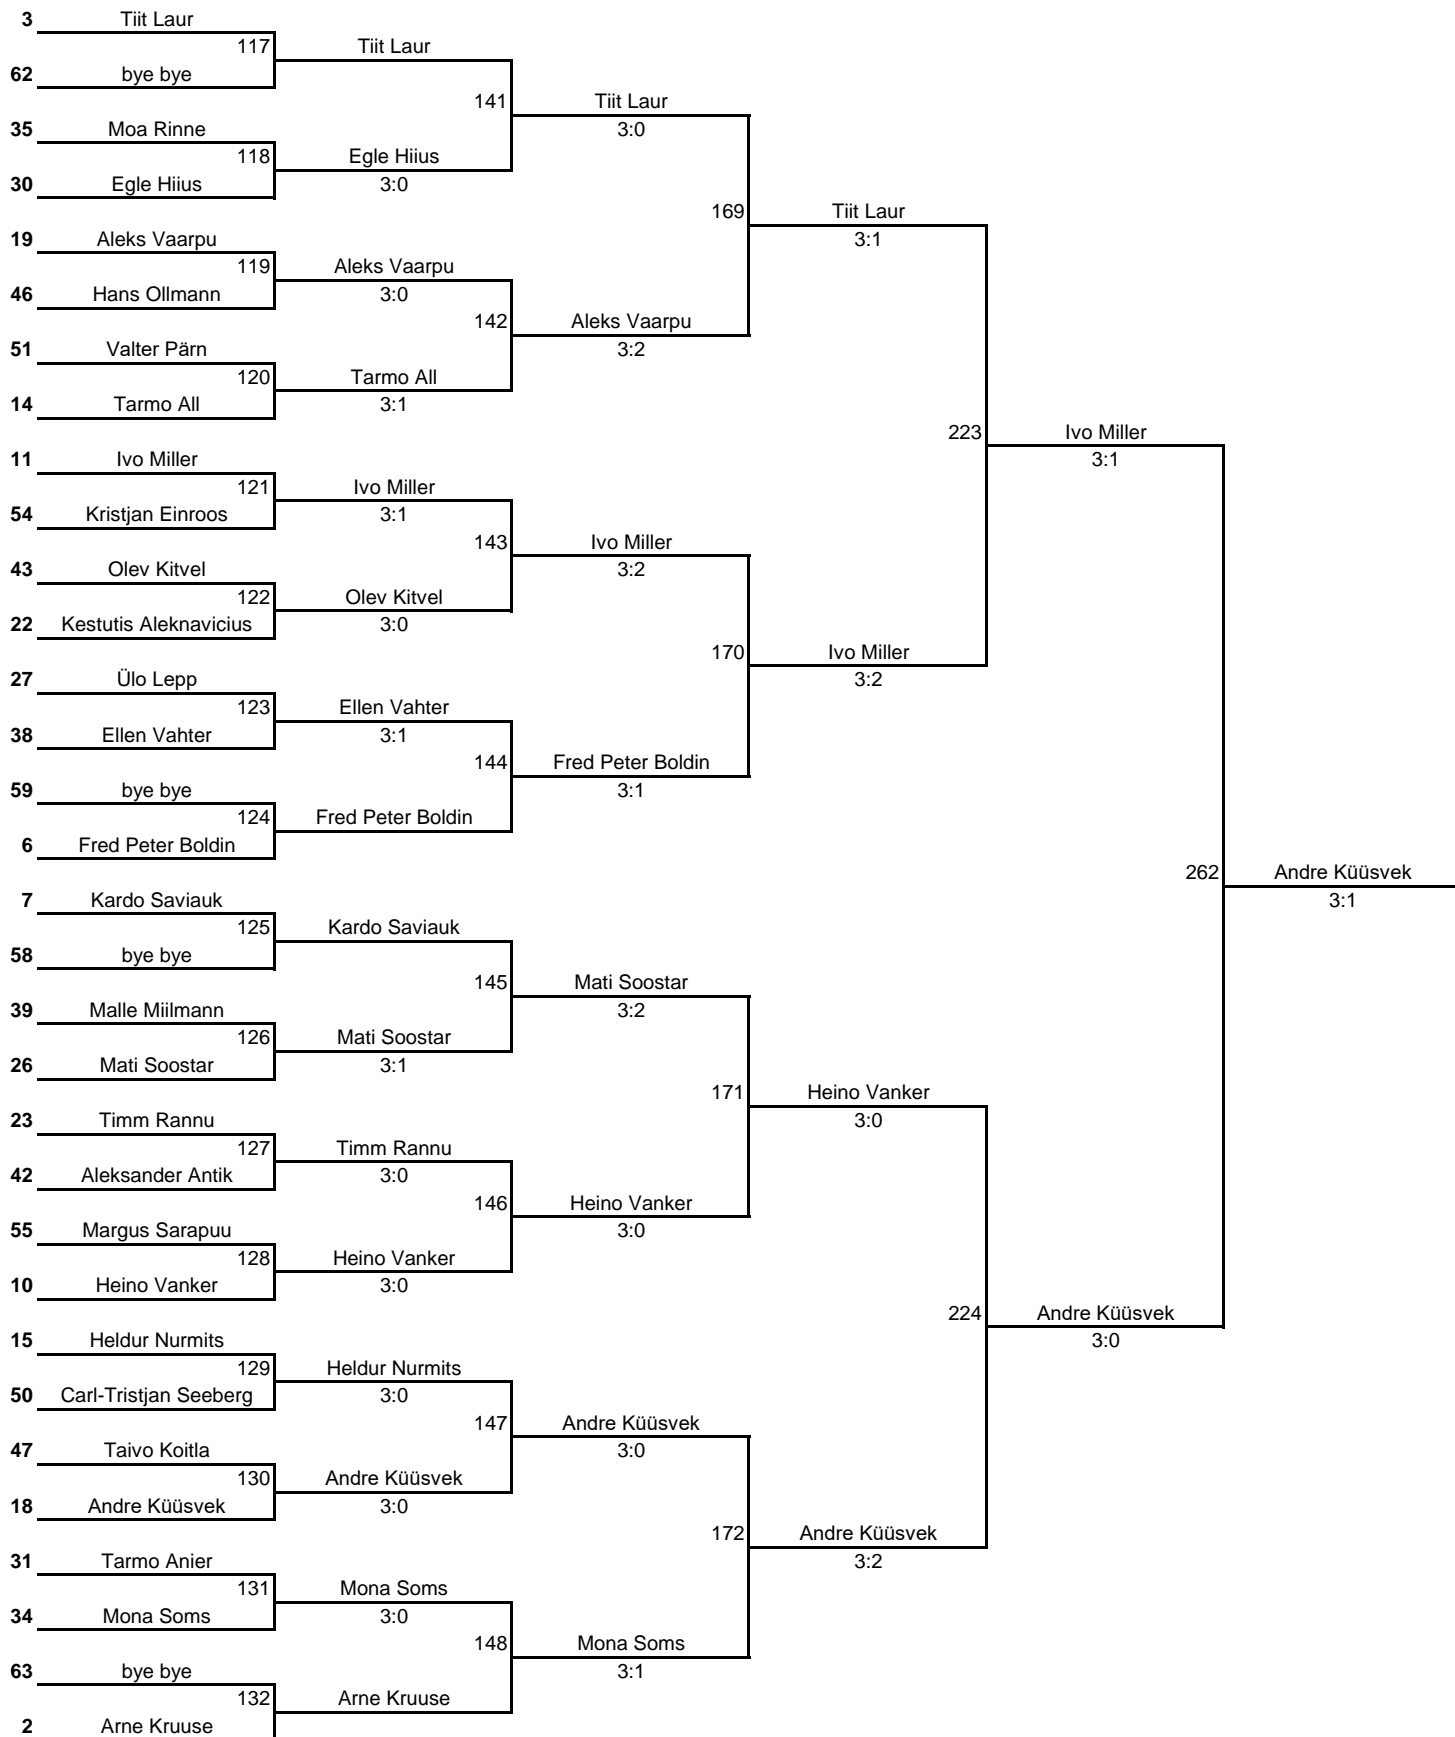 3 Tiit Laur
117 Tiit Laur
62 bye bye
141 Tiit Laur
3:0
35 Moa Rinne
118 Egle Hiius
30 Egle Hiius 3:0
169 Tiit Laur
3:1
19 Aleks Vaarpu
119 Aleks Vaarpu
46 Hans Ollmann 3:0
142 Aleks Vaarpu
3:2
51 Valter Pärn
120 Tarmo All
14 Tarmo All 3:1
223 Ivo Miller
3:1
11 Ivo Miller
121 Ivo Miller
54 Kristjan Einroos 3:1
143 Ivo Miller
3:2
43 Olev Kitvel
122 Olev Kitvel
22 Kestutis Aleknavicius 3:0
170 Ivo Miller
3:2
27 Ülo Lepp
123 Ellen Vahter
38 Ellen Vahter 3:1
144 Fred Peter Boldin
3:1
59 bye bye
124 Fred Peter Boldin
6 Fred Peter Boldin
262 Andre Küüsvek
3:1
7 Kardo Saviauk
125 Kardo Saviauk
58 bye bye
145 Mati Soostar
3:2
39 Malle Miilmann
126 Mati Soostar
26 Mati Soostar 3:1
171 Heino Vanker
3:0
23 Timm Rannu
127 Timm Rannu
42 Aleksander Antik 3:0
146 Heino Vanker
3:0
55 Margus Sarapuu
128 Heino Vanker
10 Heino Vanker 3:0
224 Andre Küüsvek
3:0
15 Heldur Nurmits
129 Heldur Nurmits
50 Carl-Tristjan Seeberg 3:0
147 Andre Küüsvek
3:0
47 Taivo Koitla
130 Andre Küüsvek
18 Andre Küüsvek 3:0
172 Andre Küüsvek
3:2
31 Tarmo Anier
131 Mona Soms
34 Mona Soms 3:0
148 Mona Soms
3:1
63 bye bye
132 Arne Kruuse
2 Arne Kruuse